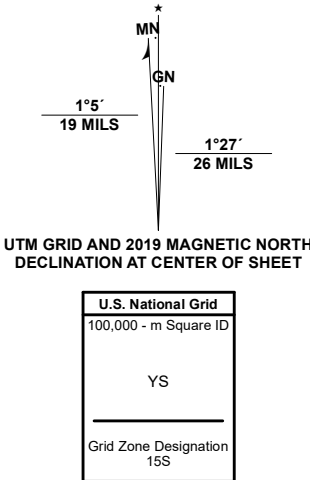 ★
MN
GN
1°5´
19 MILS
1°27´
26 MILS
UTM GRID AND 2019 MAGNETIC NORTH
DECLINATION AT CENTER OF SHEET
U.S. National Grid
100,000 - m Square ID
YS
Grid Zone Designation
15S